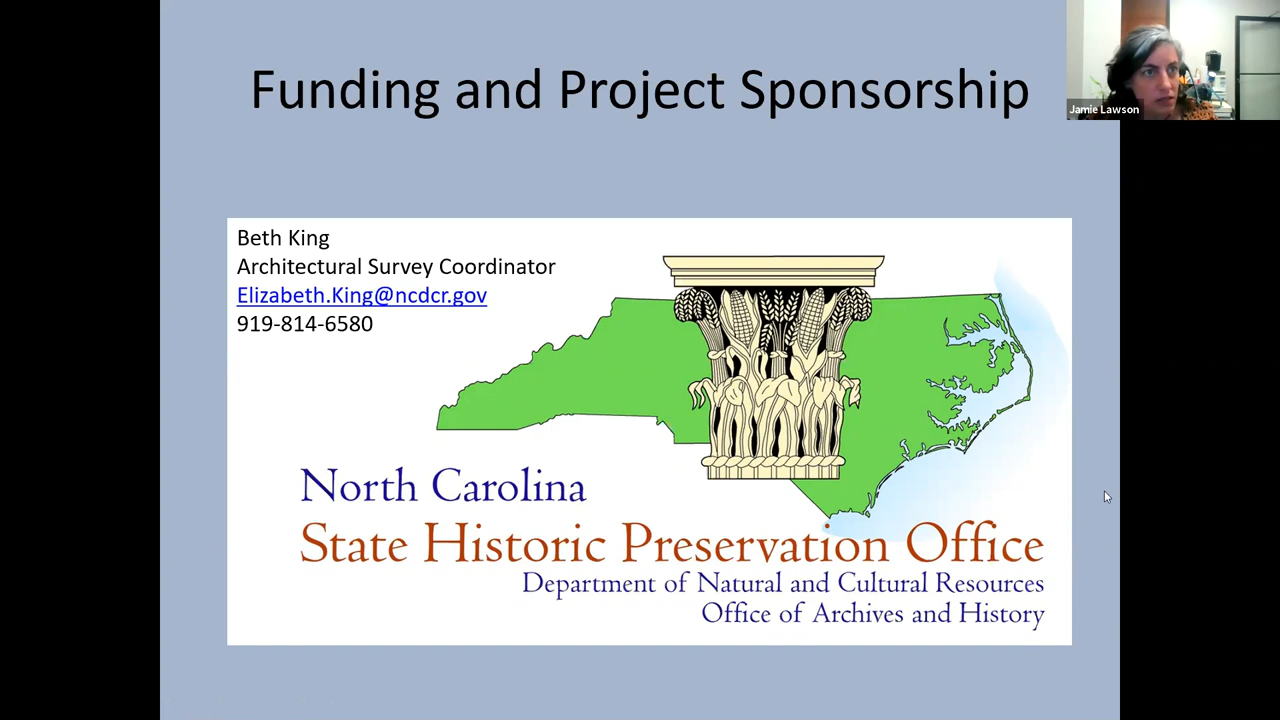 Funding and Project Sponsorship
Jamie Lawson
Beth King
Architectural Survey Coordinator
Elizabeth.King@ncdcr.gov
919-814-6580
North Carolina
State Historic Preservation Office
Department of Natural and Cultural Resources
Office of Archives and History